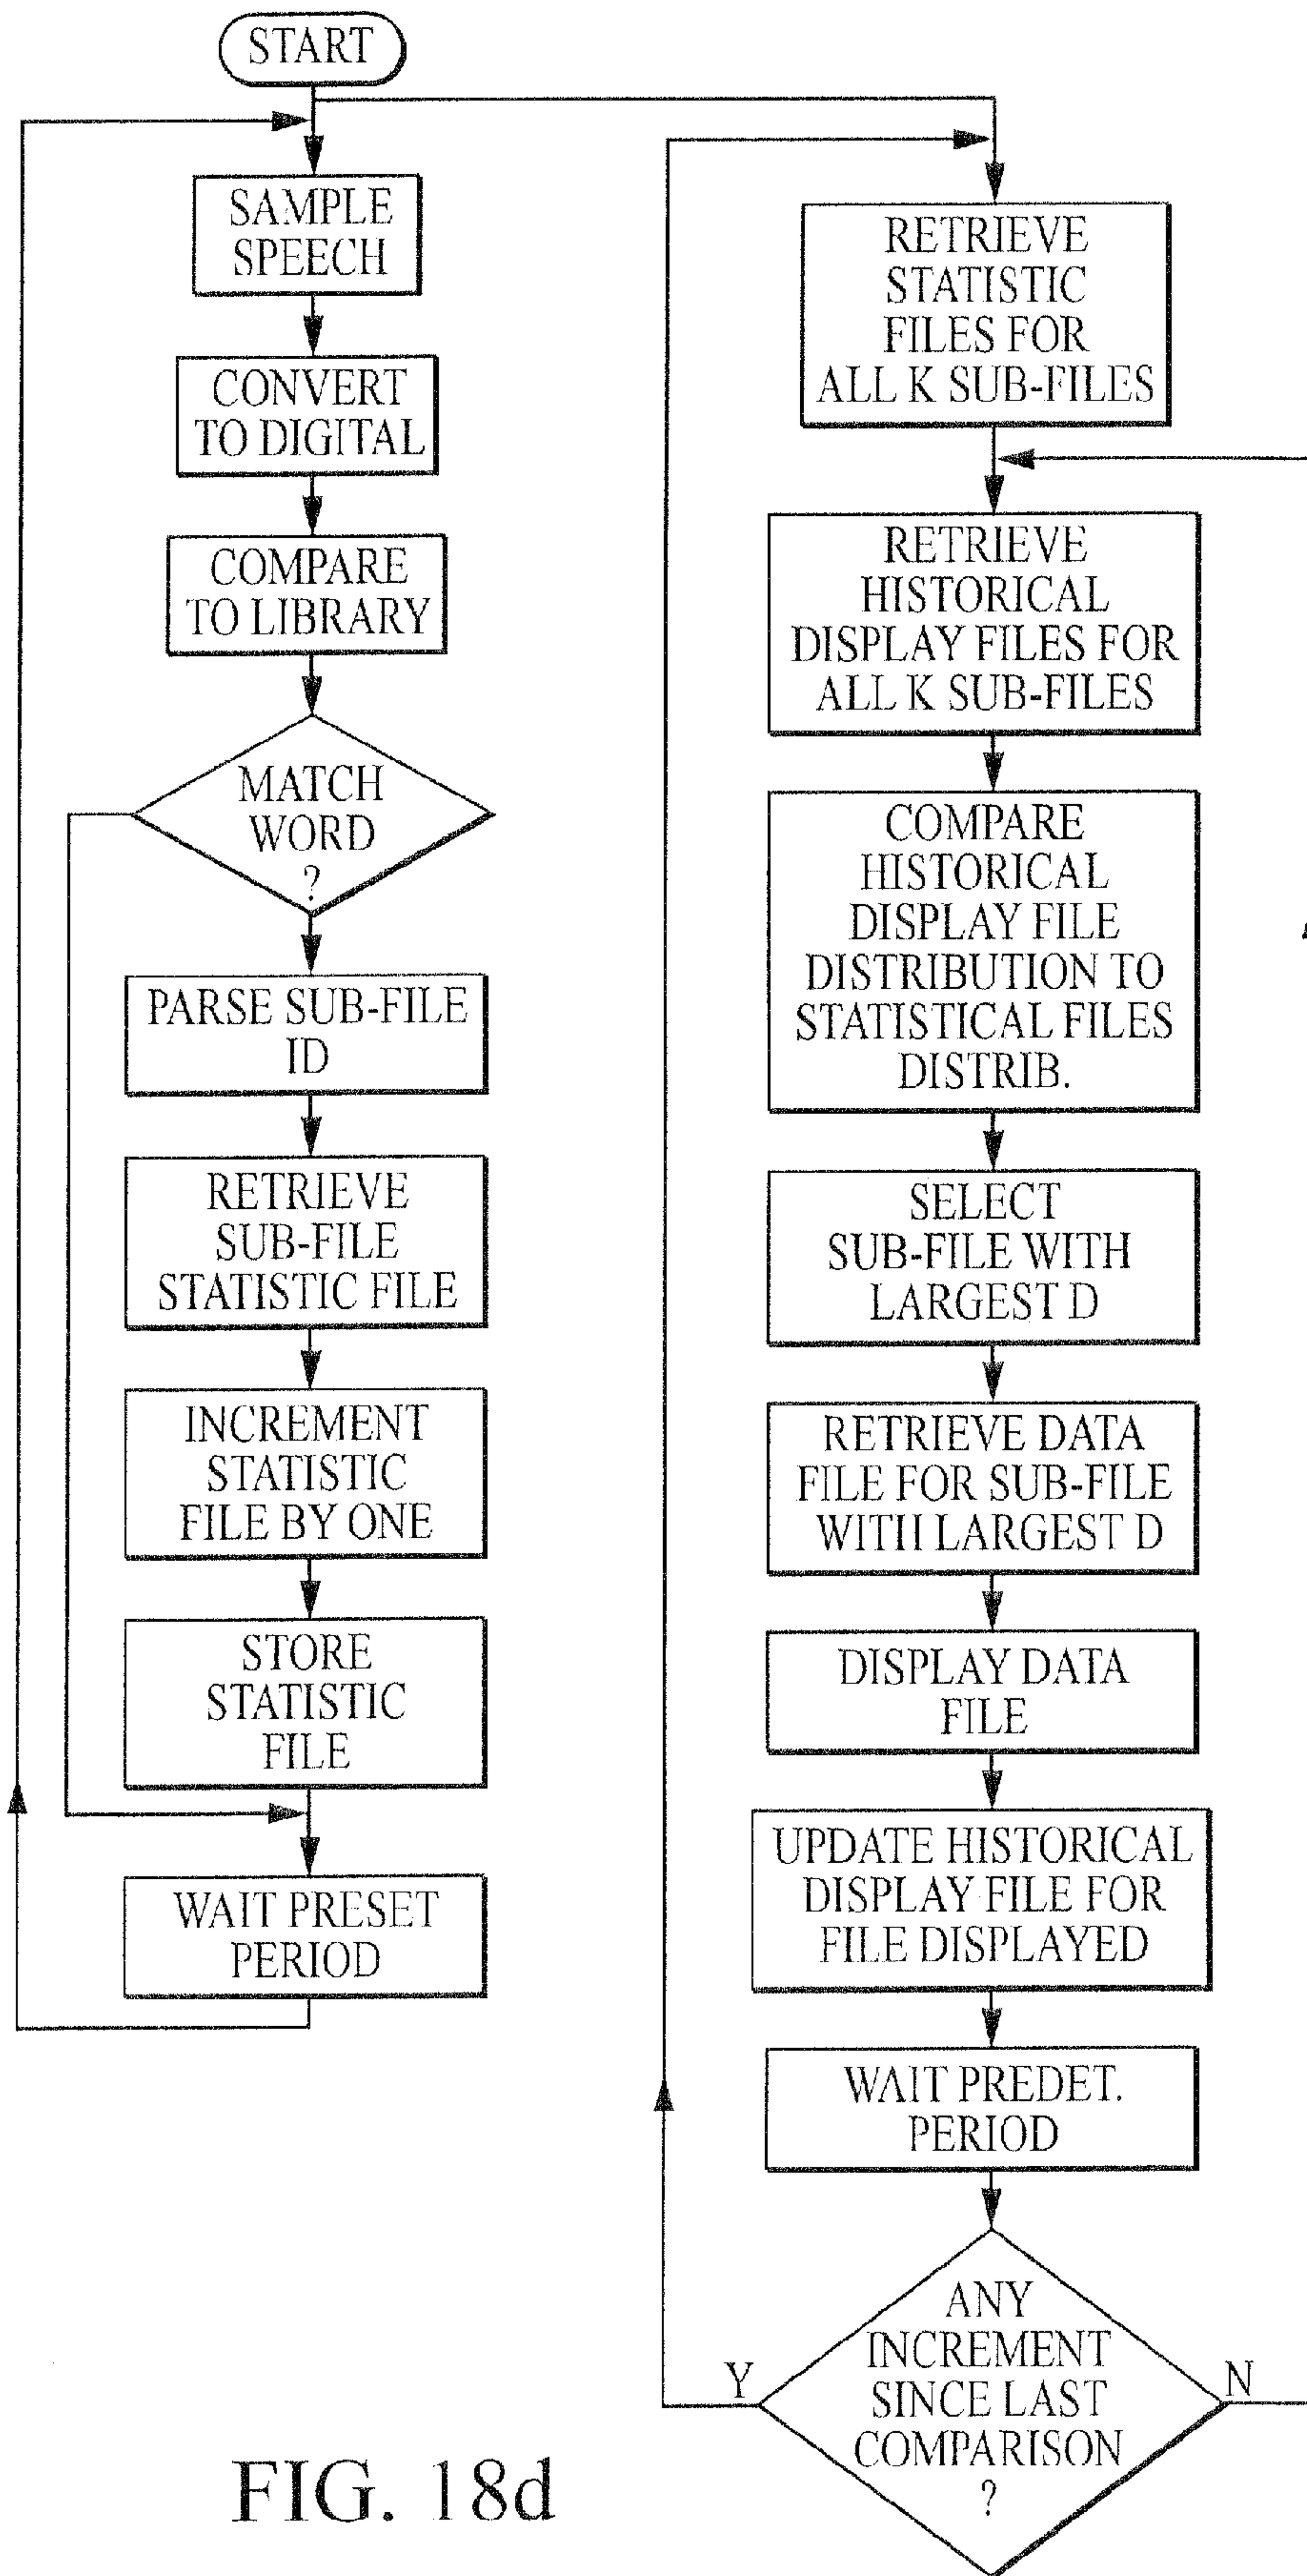 START
SAMPLE
SPEECH
CONVERT
TO DIGITAL
COMPARE
TO LIBRARY
MATCH
WORD
?
PARSE SUB-FILE
ID
RETRIEVE
SUB-FILE
STATISTIC FILE
INCREMENT
STATISTIC
FILE BY ONE
STORE
STATISTIC
FILE
WAIT PRESET
PERIOD
RETRIEVE
STATISTIC
FILES FOR
ALL K SUB-FILES
RETRIEVE
HISTORICAL
DISPLAY FILES FOR
ALL K SUB-FILES
COMPARE
HISTORICAL
DISPLAY FILE
DISTRIBUTION TO
STATISTICAL FILES
DISTRIB.
SELECT
SUB-FILE WITH
LARGEST D
RETRIEVE DATA
FILE FOR SUB-FILE
WITH LARGEST D
DISPLAY DATA
FILE
UPDATE HISTORICAL
DISPLAY FILE FOR
FILE DISPLAYED
WAIT PREDET.
PERIOD
ANY
INCREMENT
SINCE LAST
COMPARISON
?
Y
N
FIG. 18d